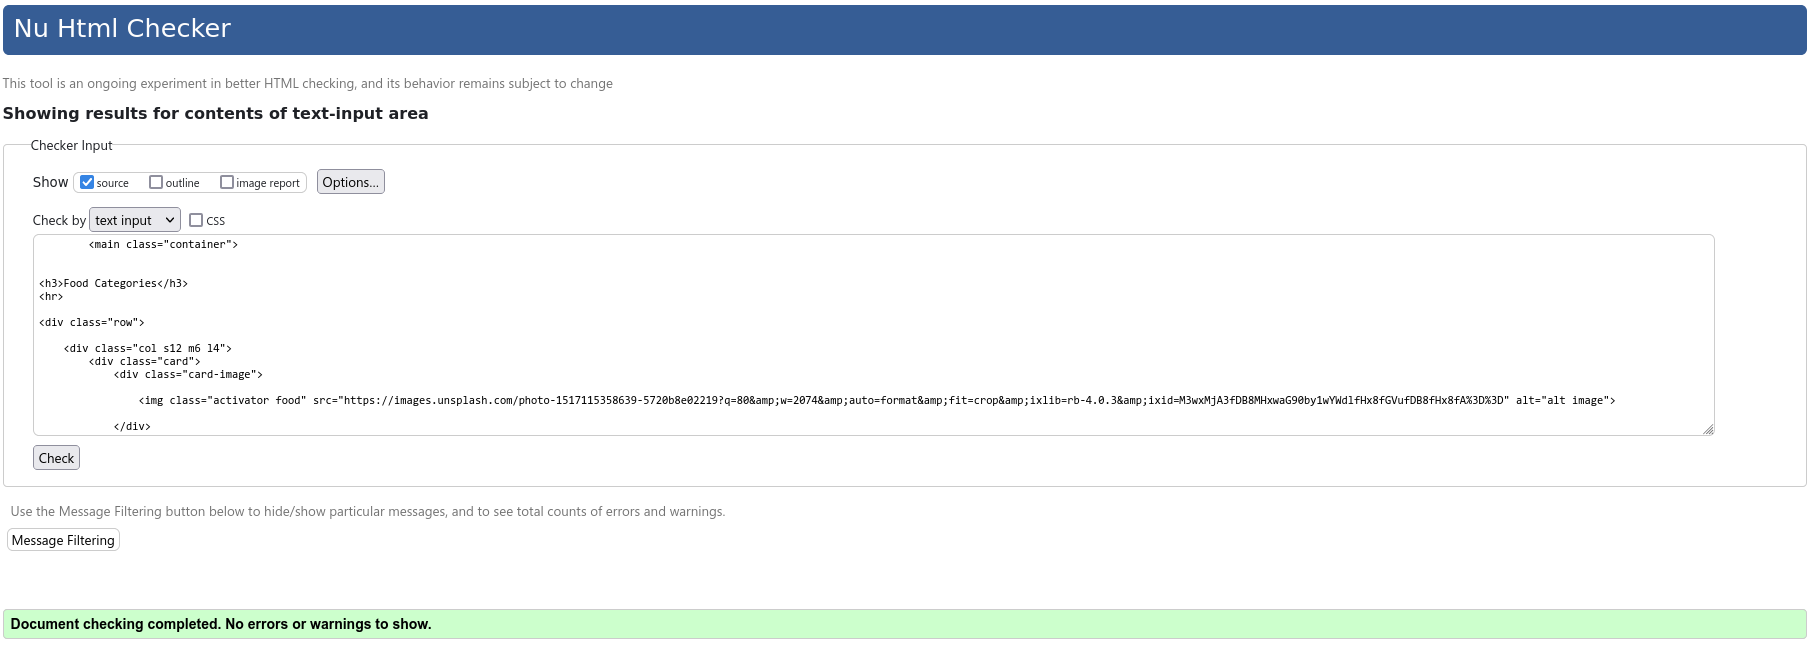 Nu Html Checker
This tool is an ongoing experiment in better HTML checking, and its behavior remains subject to change
Showing results for contents of text-input area
Checker Input
Show source outline image report Options...
Check by text input CSS
<main class="container">
<h3>Food Categories</h3>
<hr>
<div class="row">
<div class="col s12 m6 l4">
<div class="card">
<div class="card-image">
<img class="activator food" src="https://images.unsplash.com/photo-1517115358639-5720b8e02219?q=80&amp;w=2074&amp;auto=format&amp;fit=crop&amp;ixlib=rb-4.0.3&amp;ixid=M3wxMjA3fDB8MHxwaG90by1wYWdlfHx8fGVufDB8fHx8fA%3D%3D" alt="alt image">
</div>
Check
Use the Message Filtering button below to hide/show particular messages, and to see total counts of errors and warnings.
Message Filtering
Document checking completed. No errors or warnings to show.